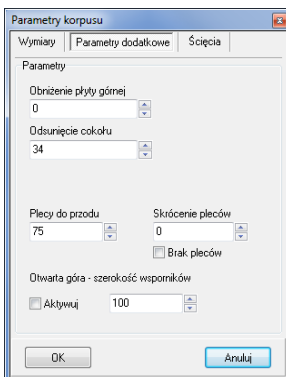 Parametry korpusu
Wymiary Parametry dodatkowe Ścięcia
Parametry
Obniżenie płyty górnej
0
Odsunięcie cokołu
34
Plecy do przodu Skrócenie pleców
75 0
Brak pleców
Otwarta góra - szerokość wsporników
Aktywuj 100
OK Anuluj